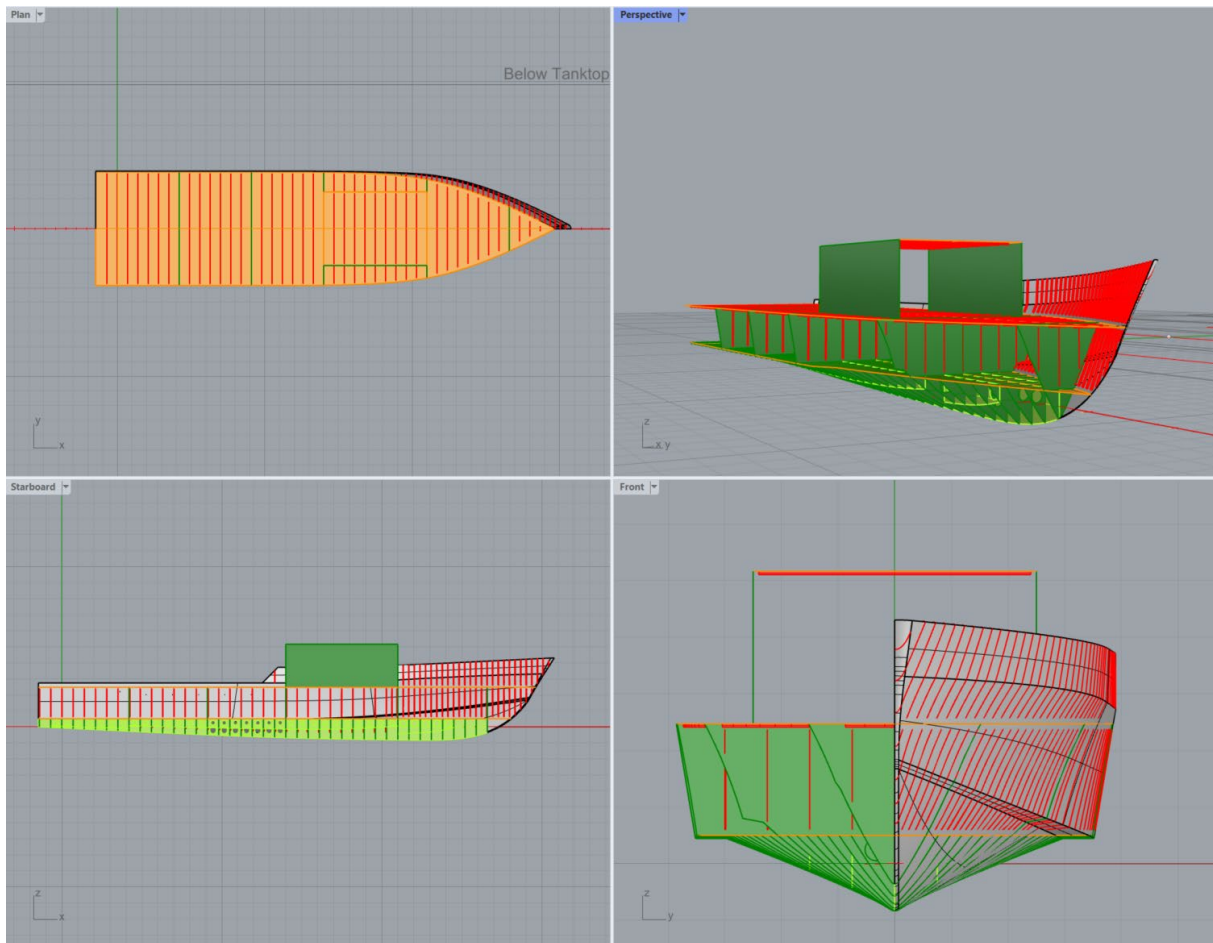 Plan
Perspective
Below Tanktop
y
x
z
x y
Starboard
Front
z
x
z
y